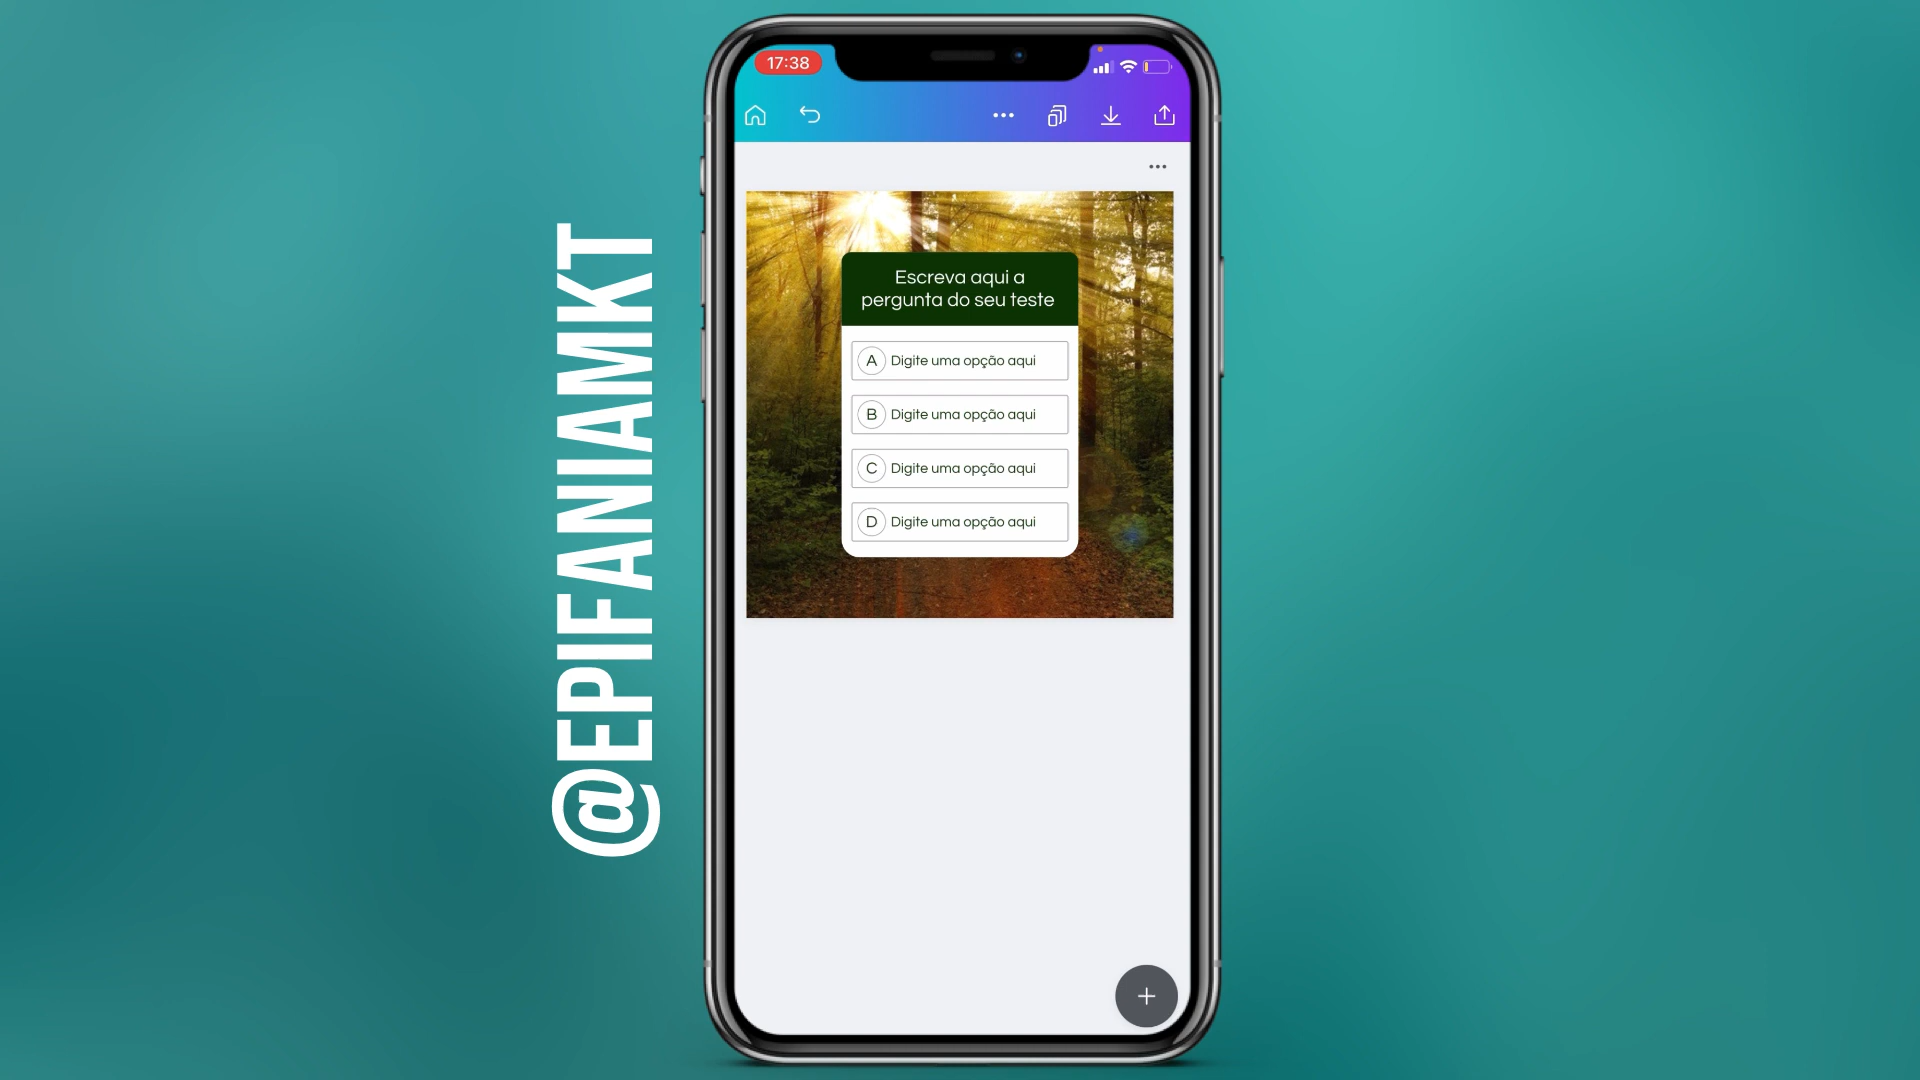 @EPIFANIAMKT
17:38
Escreva aqui a
pergunta do seu teste
A Digite uma opção aqui
B Digite uma opção aqui
C Digite uma opção aqui
D Digite uma opção aqui